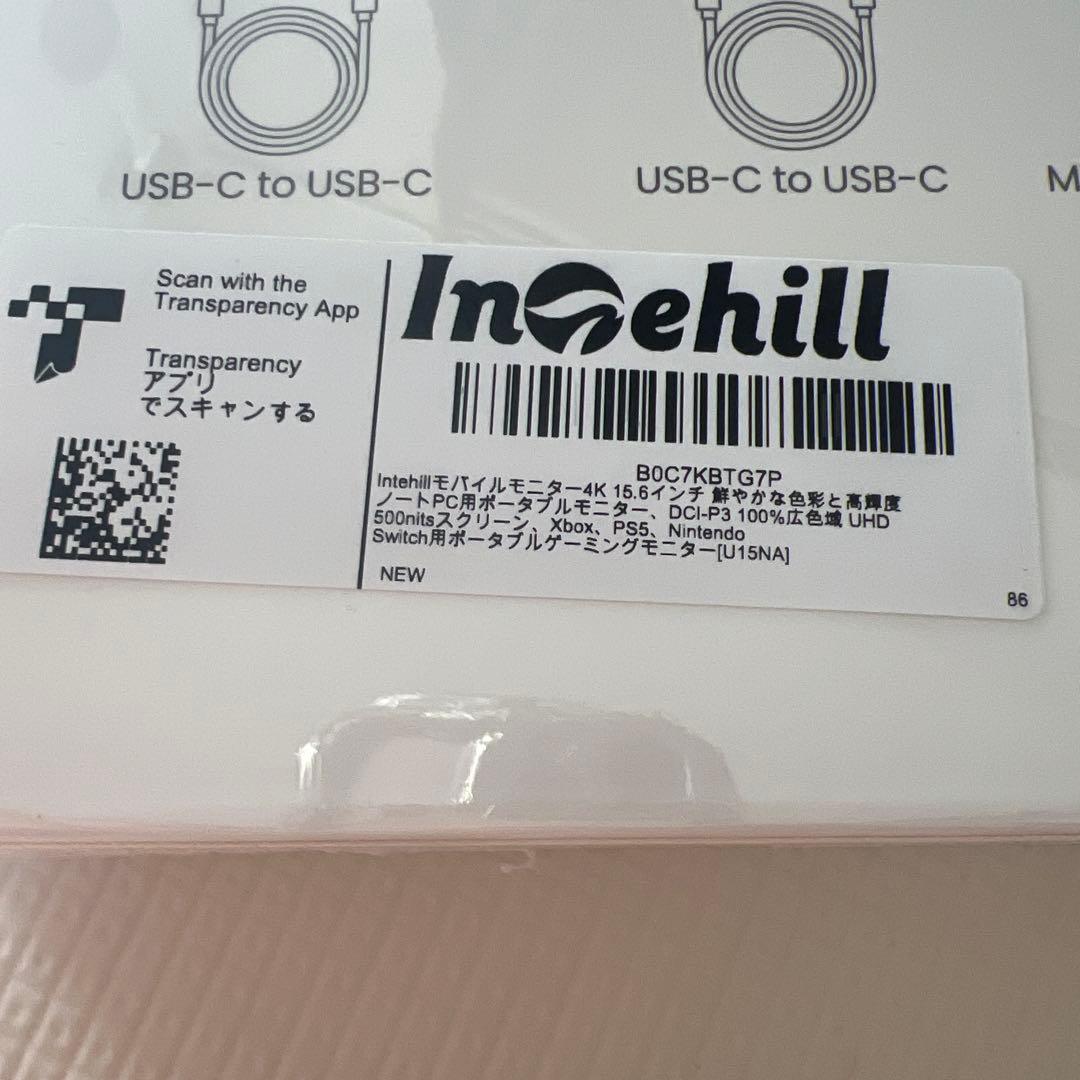 USB-C to USB-C
USB-C to USB-C
M
Scan with the
Transparency App
Transparency
アプリ
でスキャンする
Intehill
B0C7KBTG7P
Intehillモバイルモニター4K 15.6インチ 鮮やかな色彩と高輝度
ノートPC用ポータブルモニター、DCI-P3 100%広色域 UHD
500nitsスクリーン、Xbox、PS5、Nintendo
Switch用ポータブルゲーミングモニター[U15NA]
NEW
86